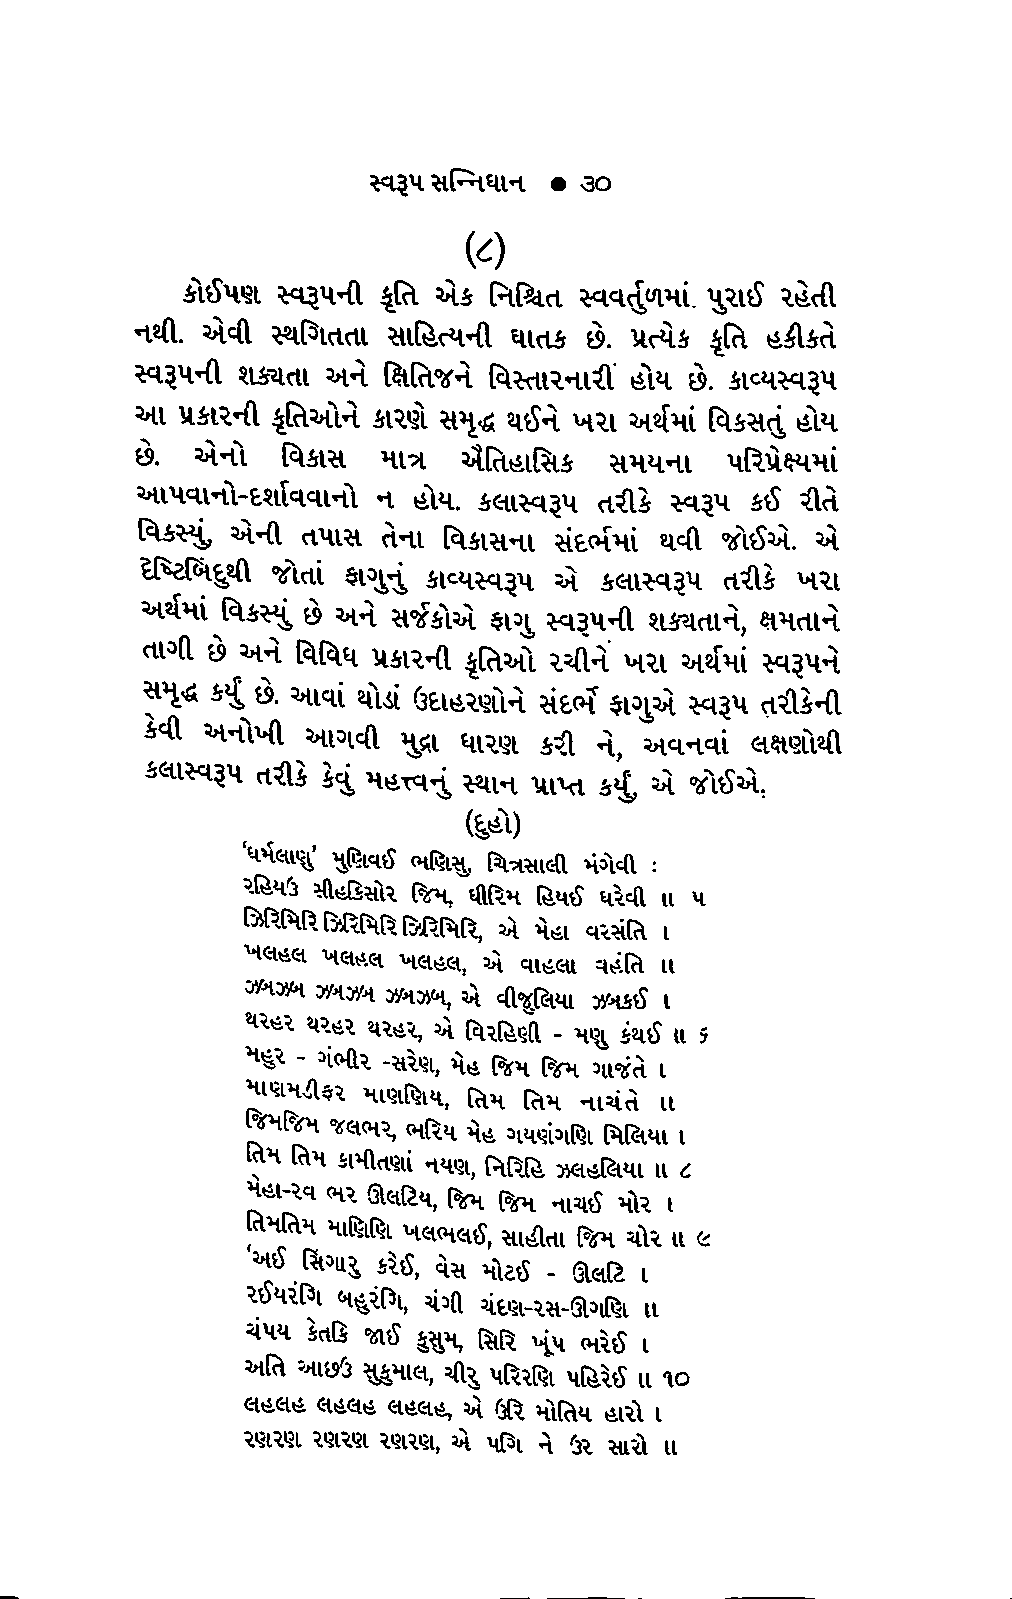 સ્વરૂપ સન્નિધાન ● ૩૦
(૮)
કોઈપણ સ્વરૂપની કૃતિ એક નિશ્ચિત સ્વવર્તુળમાં પુરાઈ રહેતી
નથી. એવી સ્થગિતતા સાહિત્યની ઘાતક છે. પ્રત્યેક કૃતિ હકીકતે
સ્વરૂપની શક્યતા અને ક્ષિતિજને વિસ્તારનારી હોય છે. કાવ્યસ્વરૂપ
આ પ્રકારની કૃતિઓને કારણે સમૃદ્ધ થઈને ખરા અર્થમાં વિકસતું હોય
છે. એનો વિકાસ માત્ર ઐતિહાસિક સમયના પરિપ્રેક્ષ્યમાં
આપવાનો-દર્શાવવાનો ન હોય. કલાસ્વરૂપ તરીકે સ્વરૂપ કઈ રીતે
વિકસ્યું, એની તપાસ તેના વિકાસના સંદર્ભમાં થવી જોઈએ. એ
દૃષ્ટિબિંદુથી જોતાં ફાગુનું કાવ્યસ્વરૂપ એ કલાસ્વરૂપ તરીકે ખરા
અર્થમાં વિકસ્યું છે અને સર્જકોએ ફાગુ સ્વરૂપની શક્યતાને, ક્ષમતાને
તાગી છે અને વિવિધ પ્રકારની કૃતિઓ રચીને ખરા અર્થમાં સ્વરૂપને
સમૃદ્ધ કર્યું છે. આવાં થોડાં ઉદાહરણોને સંદર્ભે ફાગુએ સ્વરૂપ તરીકેની
કેવી અનોખી આગવી મુદ્રા ધારણ કરી ને, અવનવાં લક્ષણોથી
કલાસ્વરૂપ તરીકે કેવું મહત્ત્વનું સ્થાન પ્રાપ્ત કર્યું, એ જોઈએ.
(દુહો)
‘ધર્મલાણુ’ મુણિવઈ ભણિસુ, ચિત્રસાલી મંગેવી :
રહિયઉ સીહકિસોર જિમ, ધીરિમ હિયઈ ધરેવી ॥ ૫
ઝિરિમિરિ ઝિરિમિરિ ઝિરિમિરિ, એ મેહા વરસંતિ ।
ખલહલ ખલહલ ખલહલ, એ વાહલા વહંતિ ॥
ઝબઝબ ઝબઝબ ઝબઝબ, એ વીજુલિયા ઝબકઈ ।
થરહર થરહર થરહર, એ વિરહિણી - મણુ કંથઈ ॥ ૬
મહુર - ગંભીર -સરેણ, મેહ જિમ જિમ ગાજંતે ।
માણમડીફર માણણિય, તિમ તિમ નાચંતે ॥
જિમજિમ જલભર, ભરિય મેહ ગયણંગણિ મિલિયા ।
તિમ તિમ કામીતણાં નયણ, નિરિહિ ઝલહલિયા ॥ ૮
મેહા-રવ ભર ઊલટિય, જિમ જિમ નાચઈ મોર ।
તિમતિમ માણિણિ ખલભલઈ, સાહીતા જિમ ચોર ॥ ૯
‘અઈ સિંગારુ કરેઈ, વેસ મોટઈ - ઊલટિ ।
રઈયરંગિ બહુરંગિ, ચંગી ચંદણ-રસ-ઊગણિ ॥
ચંપય કેતકિ જાઈ કુસુમ, સિરિ ખૂંપ ભરેઈ ।
અતિ આછઉ સુકુમાલ, ચીરુ પરિરણિ પહિરેઈ ॥ ૧૦
લહલહ લહલહ લહલહ, એ ઉરિ મોતિય હારો ।
રણરણ રણરણ રણરણ, એ પગિ ને ઉર સારો ॥